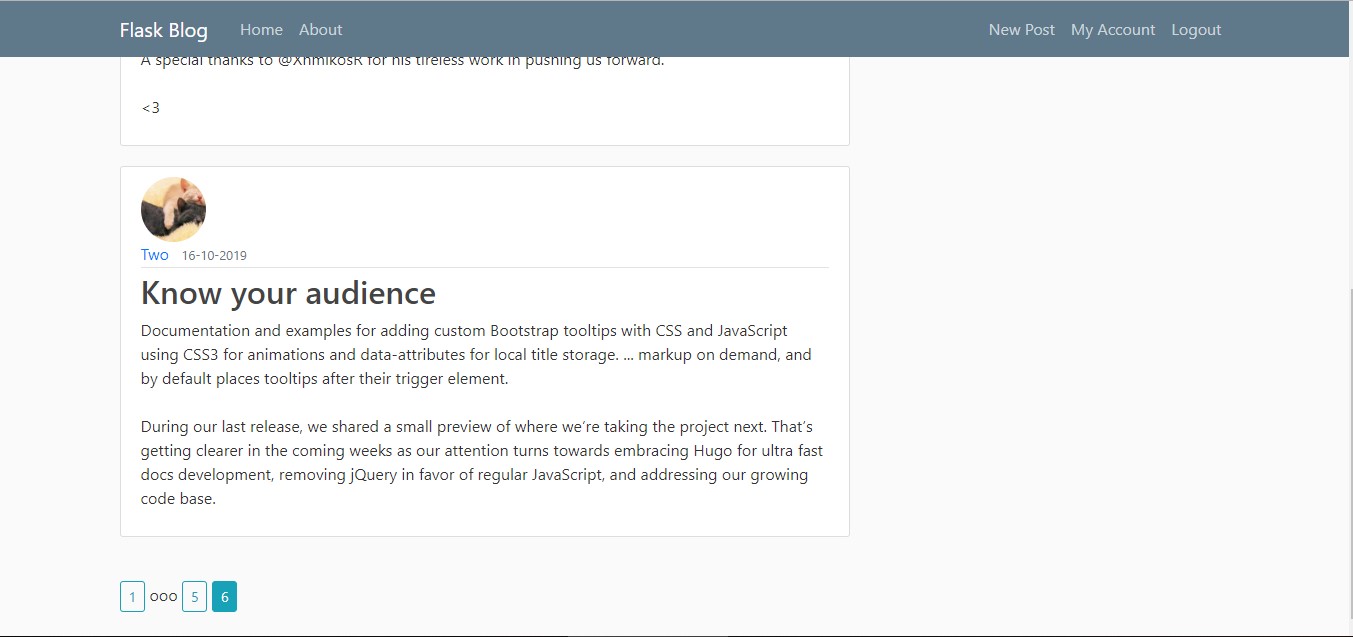 Flask Blog Home About New Post My Account Logout
A special thanks to @XhmikosR for his tireless work in pushing us forward.
<3
Two 16-10-2019
Know your audience
Documentation and examples for adding custom Bootstrap tooltips with CSS and JavaScript
using CSS3 for animations and data-attributes for local title storage. ... markup on demand, and
by default places tooltips after their trigger element.
During our last release, we shared a small preview of where we’re taking the project next. That’s
getting clearer in the coming weeks as our attention turns towards embracing Hugo for ultra fast
docs development, removing jQuery in favor of regular JavaScript, and addressing our growing
code base.
1 ooo 5 6